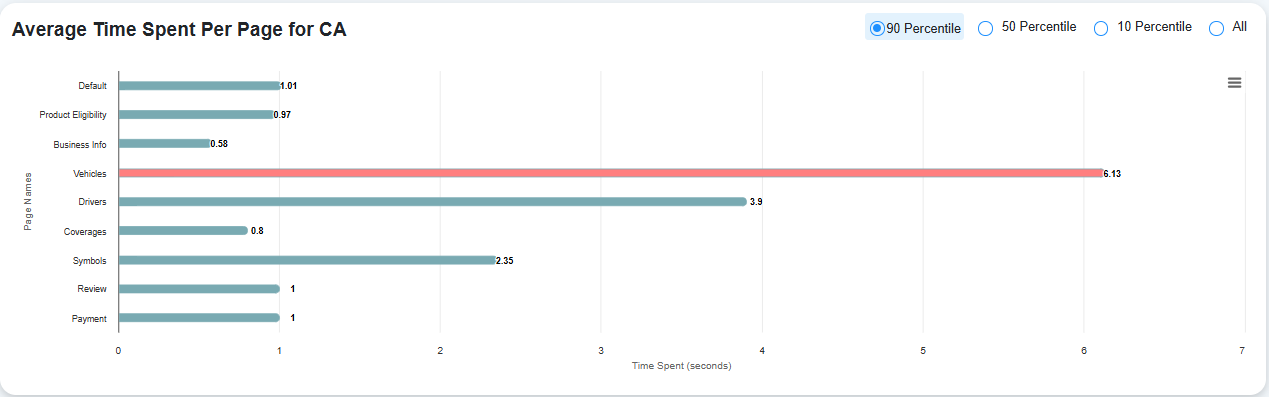 Average Time Spent Per Page for CA
90 Percentile
50 Percentile
10 Percentile
All
Page Names
Default 1.01
Product Eligibility 0.97
Business Info 0.58
Vehicles 6.13
Drivers 3.9
Coverages 0.8
Symbols 2.35
Review 1
Payment 1
0 1 2 3 4 5 6 7
Time Spent (seconds)